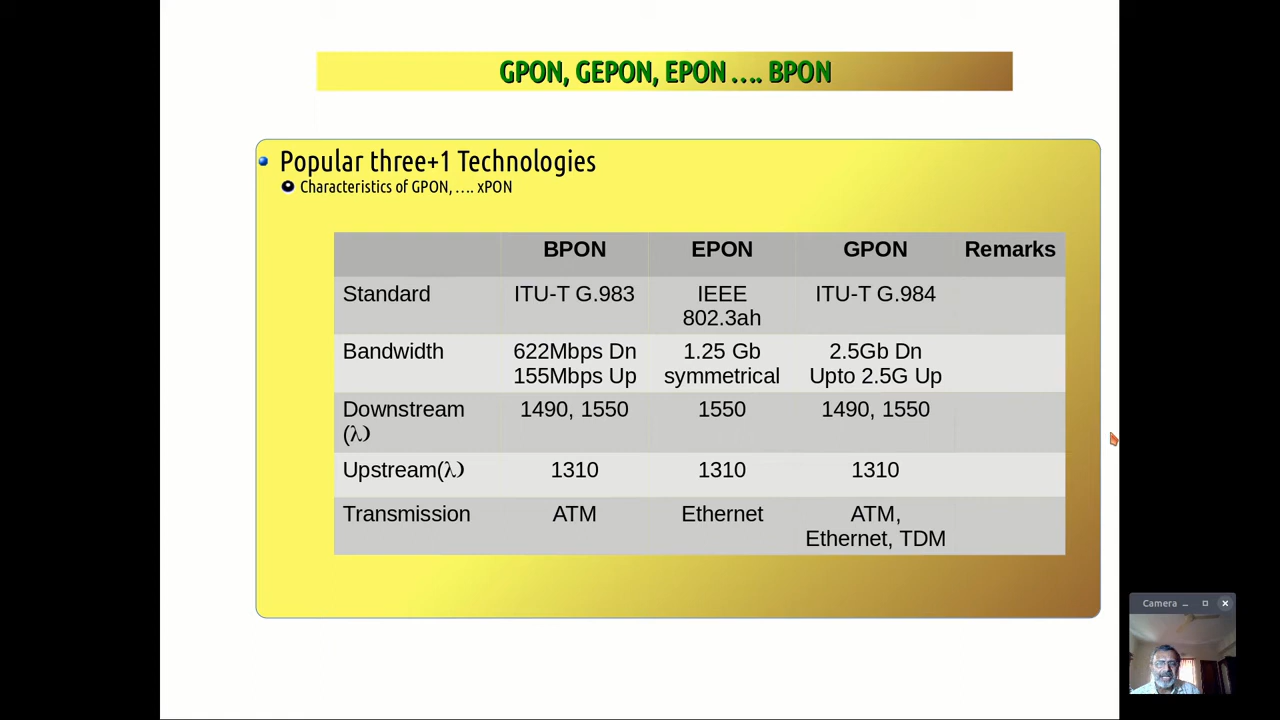 GPON, GEPON, EPON …. BPON
Popular three+1 Technologies
Characteristics of GPON, …. xPON
BPON EPON GPON Remarks
Standard ITU-T G.983 IEEE 802.3ah ITU-T G.984
Bandwidth 622Mbps Dn 155Mbps Up 1.25 Gb symmetrical 2.5Gb Dn Upto 2.5G Up
Downstream (λ) 1490, 1550 1550 1490, 1550
Upstream(λ) 1310 1310 1310
Transmission ATM Ethernet ATM, Ethernet, TDM
Camera